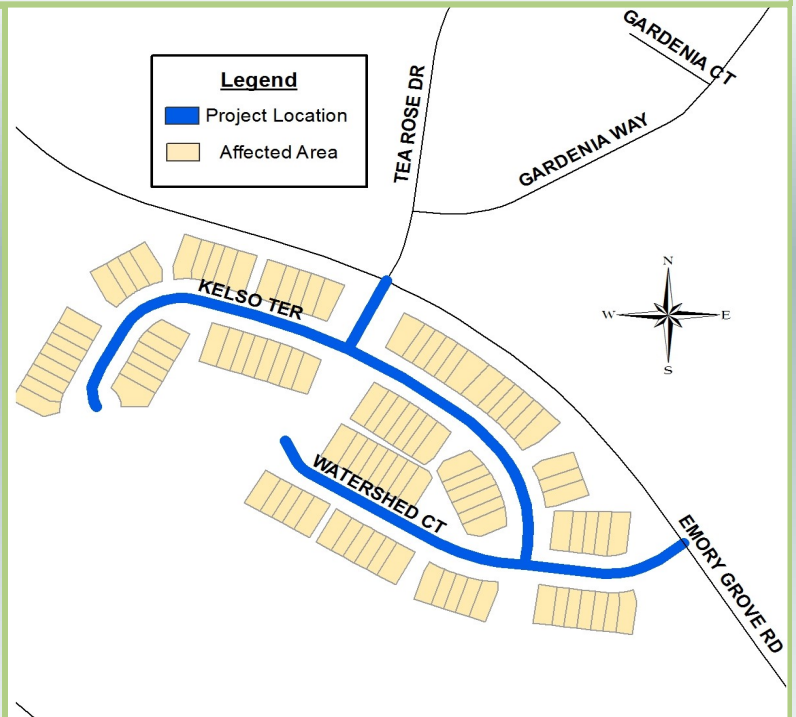 Legend
Project Location
Affected Area
TEA ROSE DR
GARDENIA CT
GARDENIA WAY
KELSO TER
N
W
E
S
WATERSHED CT
EMORY GROVE RD